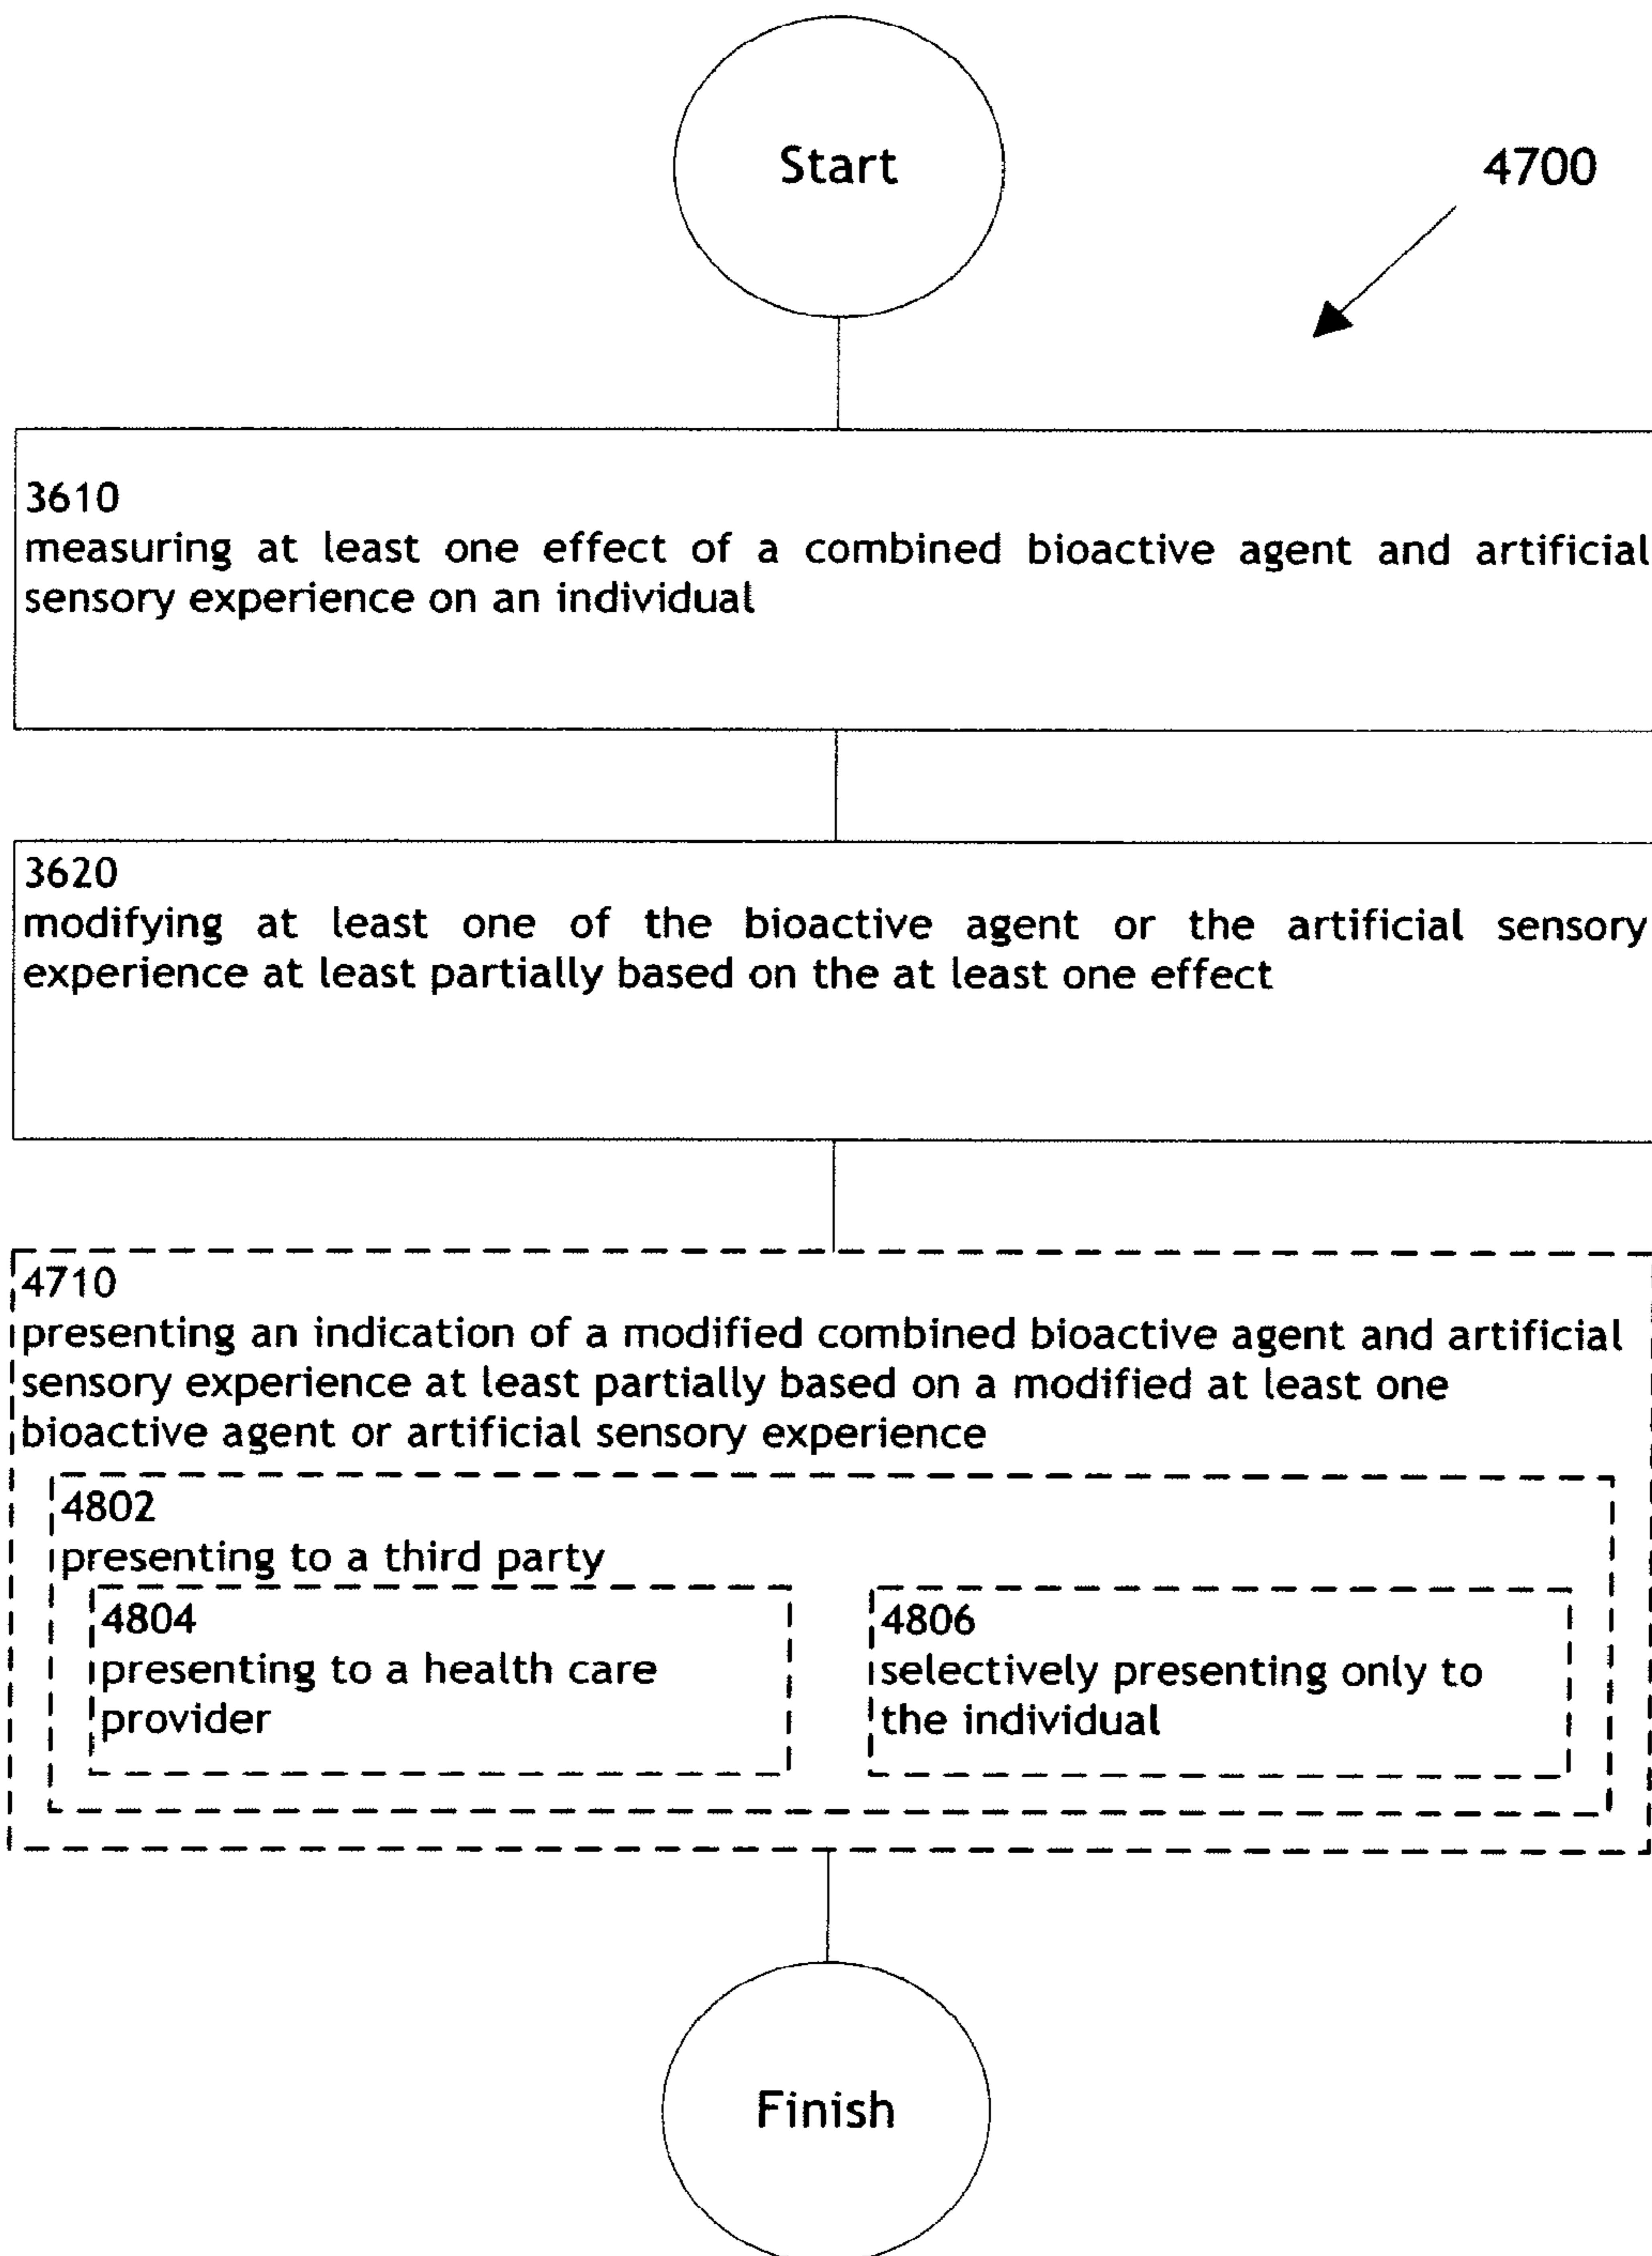 Start
4700
3610
measuring at least one effect of a combined bioactive agent and artificial
sensory experience on an individual
3620
modifying at least one of the bioactive agent or the artificial sensory
experience at least partially based on the at least one effect
4710
presenting an indication of a modified combined bioactive agent and artificial
sensory experience at least partially based on a modified at least one
bioactive agent or artificial sensory experience
4802
presenting to a third party
4804
presenting to a health care
provider
4806
selectively presenting only to
the individual
Finish